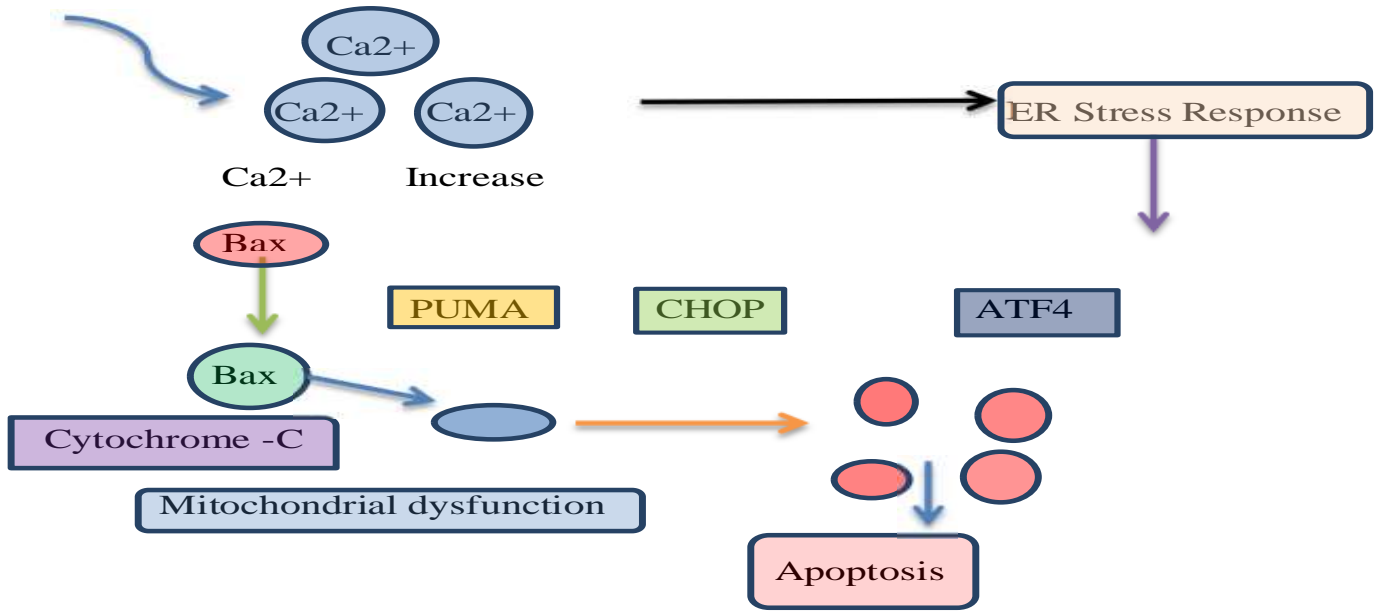 Ca2+
Ca2+ Ca2+
ER Stress Response
Ca2+ Increase
Bax
PUMA CHOP ATF4
Bax
Cytochrome -C
Mitochondrial dysfunction
Apoptosis